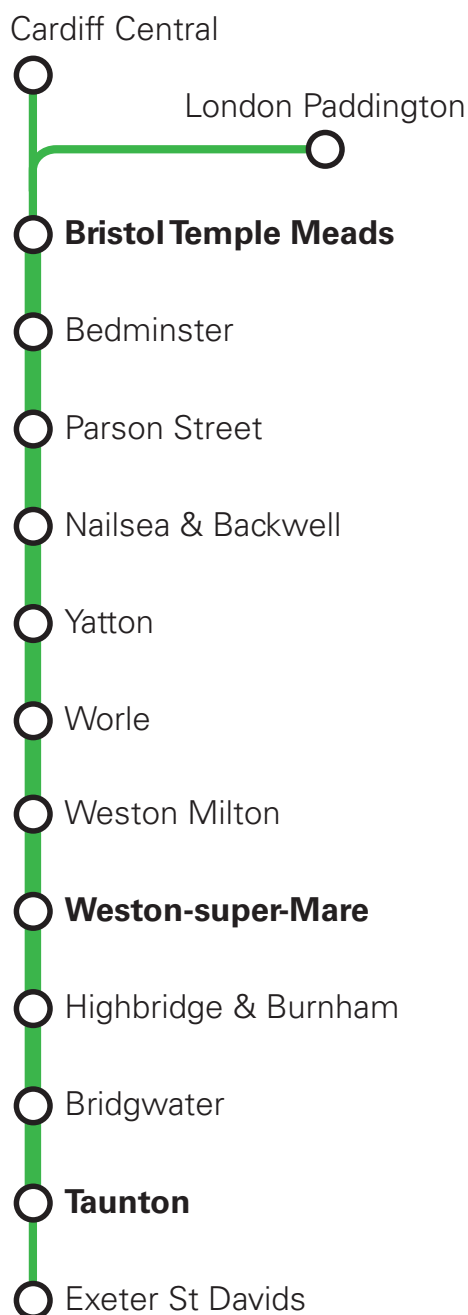 Cardiff Central
London Paddington
Bristol Temple Meads
Bedminster
Parson Street
Nailsea & Backwell
Yatton
Worle
Weston Milton
Weston-super-Mare
Highbridge & Burnham
Bridgwater
Taunton
Exeter St Davids